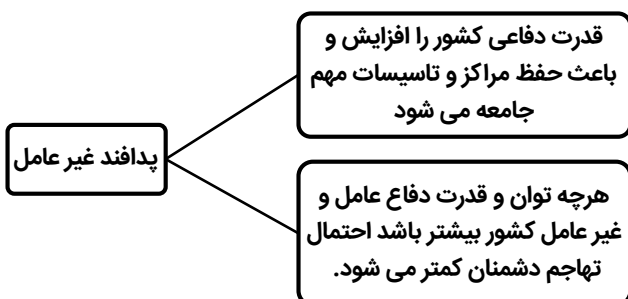 قدرت دفاعی کشور را افزایش و
باعث حفظ مراکز و تاسیسات مهم
جامعه می شود
پدافند غیر عامل
هرچه توان و قدرت دفاع عامل و
غیر عامل کشور بیشتر باشد احتمال
تهاجم دشمنان کمتر می شود.